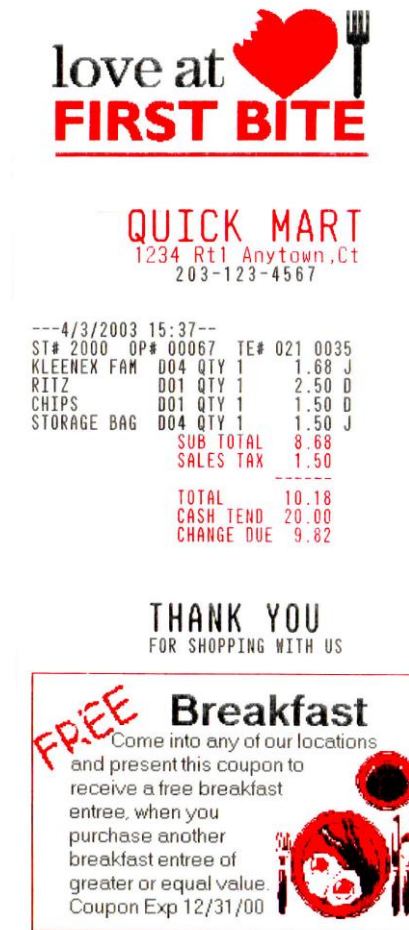 love at
FIRST BITE
QUICK MART
1234 Rt1 Anytown,Ct
203-123-4567
---4/3/2003 15:37--
ST# 2000 OP# 00067 TE# 021 0035
KLEENEX FAM D04 QTY 1 1.68 J
RITZ D01 QTY 1 2.50 D
CHIPS D01 QTY 1 1.50 D
STORAGE BAG D04 QTY 1 1.50 J
SUB TOTAL 8.68
SALES TAX 1.50
------
TOTAL 10.18
CASH TEND 20.00
CHANGE DUE 9.82
THANK YOU
FOR SHOPPING WITH US
FREE Breakfast
Come into any of our locations
and present this coupon to
receive a free breakfast
entree, when you
purchase another
breakfast entree of
greater or equal value.
Coupon Exp 12/31/00